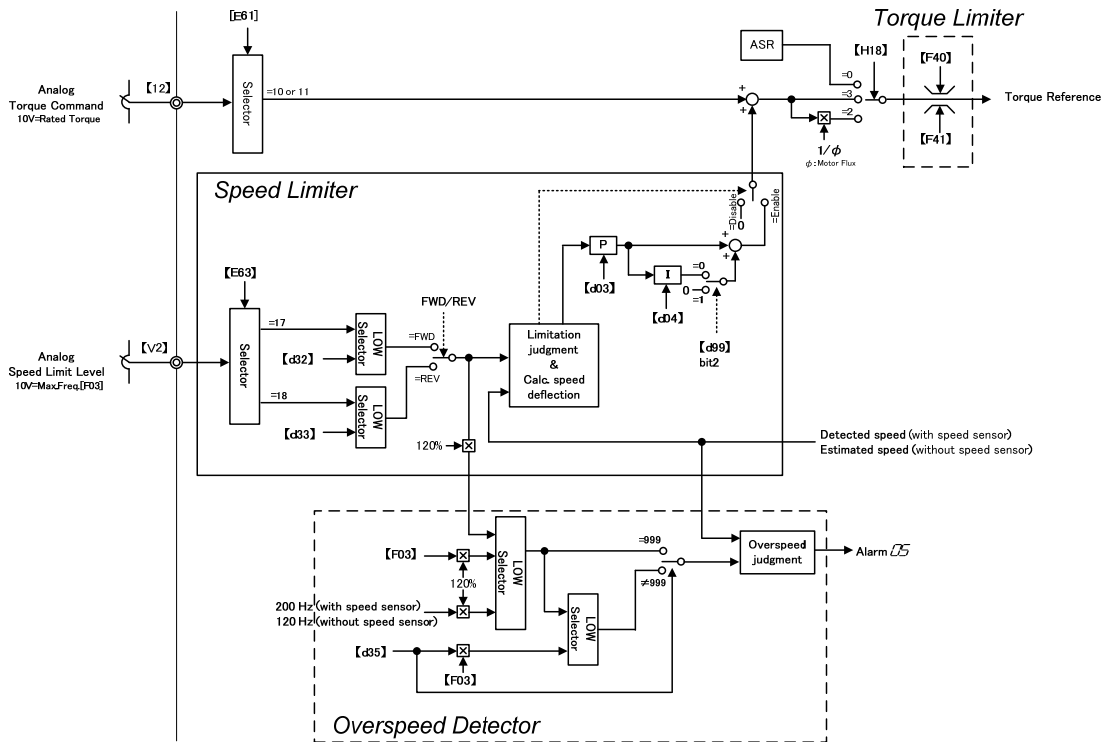 [E61]
Torque Limiter
ASR
【H18】
【F40】
Analog
Torque Command
10V=Rated Torque
【12】
Selector
=10 or 11
+
+
=0
=3
=2
1/φ
φ : Motor Flux
【F41】
Torque Reference
Speed Limiter
=Disable
0
=Enable
P
【d03】
+
+
I
【d04】
=0
0
=1
【d99】
bit2
【E63】
FWD/REV
Analog
Speed Limit Level
10V=Max.Freq.[F03]
【V2】
Selector
=17
LOW
Selector
【d32】
=FWD
=REV
=18
LOW
Selector
【d33】
Limitation
judgment
&
Calc. speed
deflection
120%
Detected speed (with speed sensor)
Estimated speed (without speed sensor)
【F03】
120%
200 Hz (with speed sensor)
120 Hz (without speed sensor)
LOW
Selector
=999
≠999
Overspeed
judgment
Alarm OS
LOW
Selector
【d35】
【F03】
Overspeed Detector